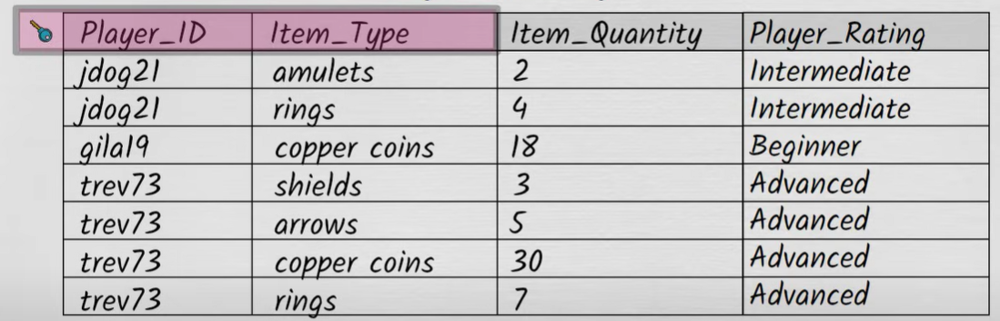 Player_ID Item_Type Item_Quantity Player_Rating
jdog21 amulets 2 Intermediate
jdog21 rings 4 Intermediate
gila19 copper coins 18 Beginner
trev73 shields 3 Advanced
trev73 arrows 5 Advanced
trev73 copper coins 30 Advanced
trev73 rings 7 Advanced